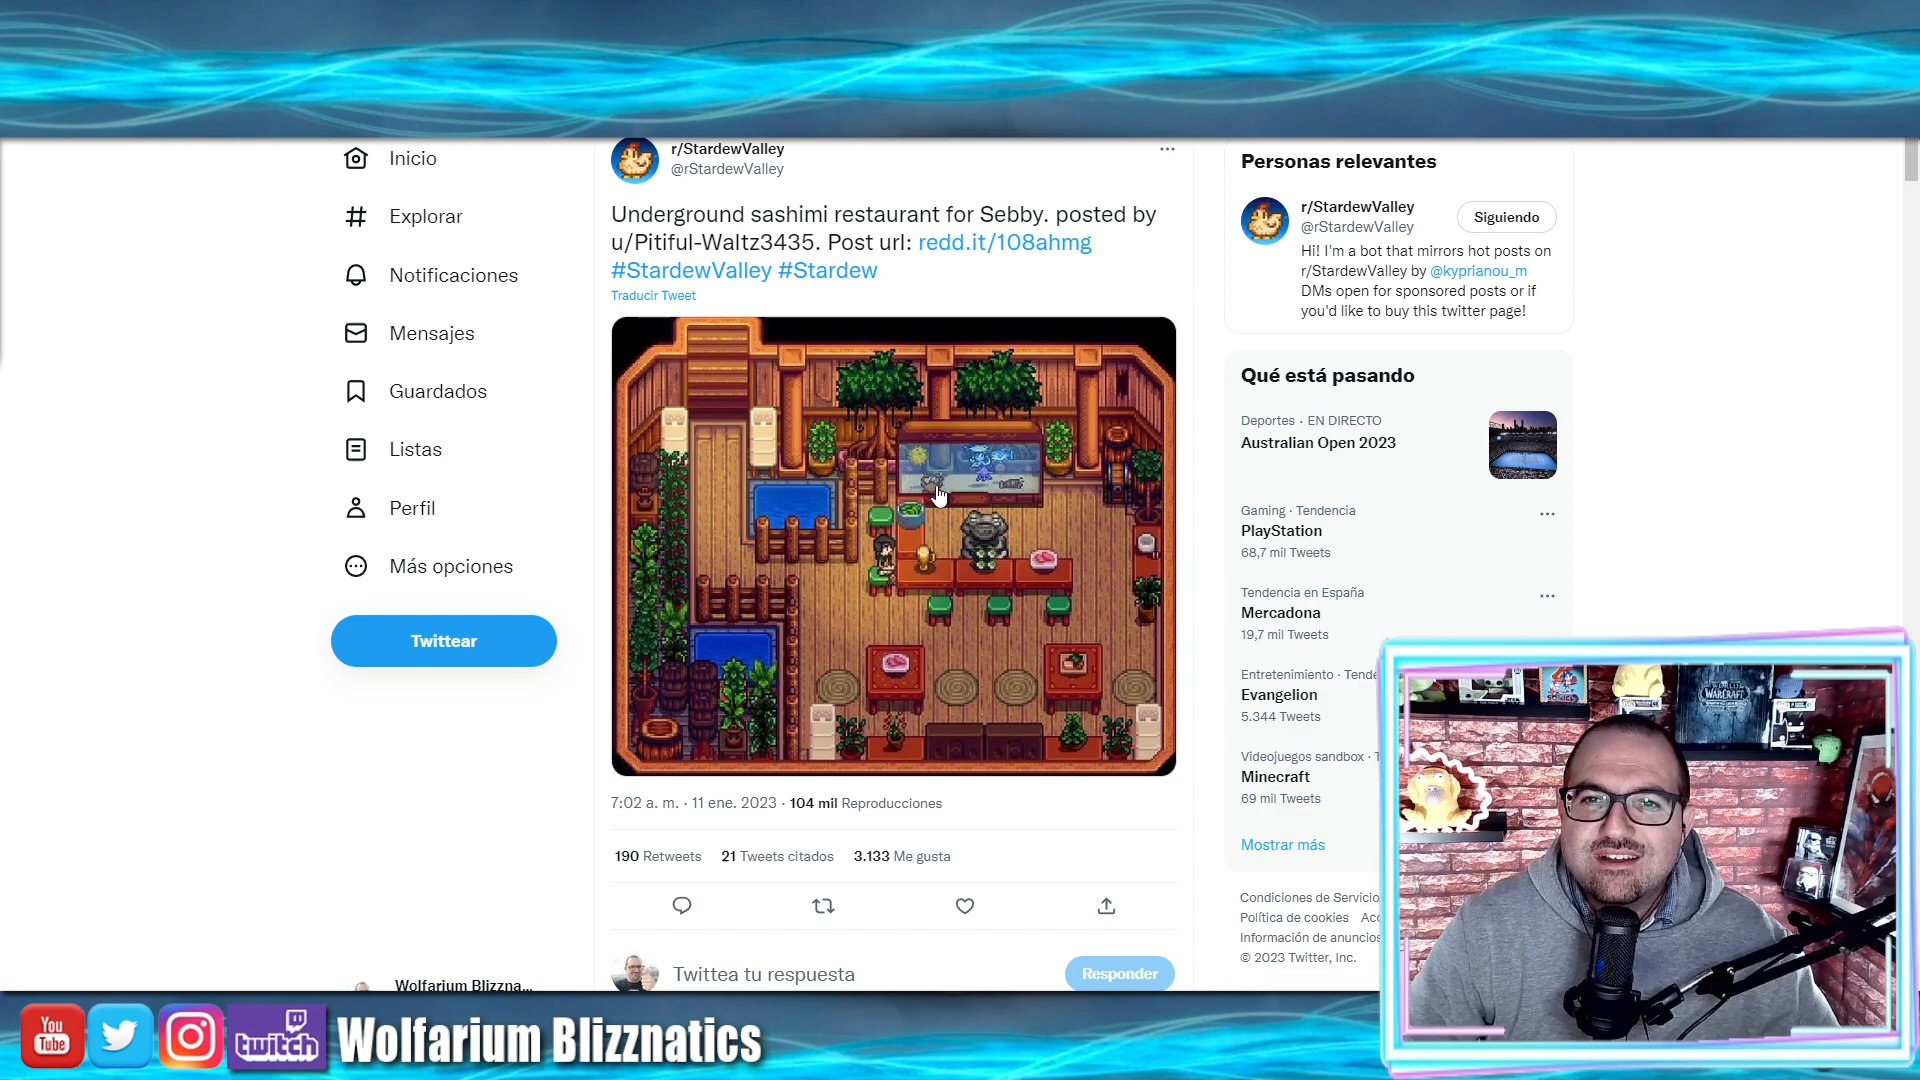 Inicio
Explorar
Notificaciones
Mensajes
Guardados
Listas
Perfil
Más opciones
Twittear
Wolfarium Blizzna...
r/StardewValley
@rStardewValley
Underground sashimi restaurant for Sebby. posted by
u/Pitiful-Waltz3435. Post url: redd.it/108ahmg
#StardewValley #Stardew
Traducir Tweet
7:02 a. m. · 11 ene. 2023 · 104 mil Reproducciones
190 Retweets 21 Tweets citados 3.133 Me gusta
Twittea tu respuesta
Responder
Personas relevantes
r/StardewValley
@rStardewValley
Siguiendo
Hi! I'm a bot that mirrors hot posts on
r/StardewValley by @kyprianou_m
DMs open for sponsored posts or if
you'd like to buy this twitter page!
Qué está pasando
Deportes · EN DIRECTO
Australian Open 2023
Gaming · Tendencia
PlayStation
68,7 mil Tweets
Tendencia en España
Mercadona
19,7 mil Tweets
Entretenimiento · Tende
Evangelion
5.344 Tweets
Videojuegos sandbox · T
Minecraft
69 mil Tweets
Mostrar más
Condiciones de Servicio
Política de cookies Acc
Información de anuncios
© 2023 Twitter, Inc.
WARCRAFT
You
Tube
twitch
Wolfarium Blizznatics